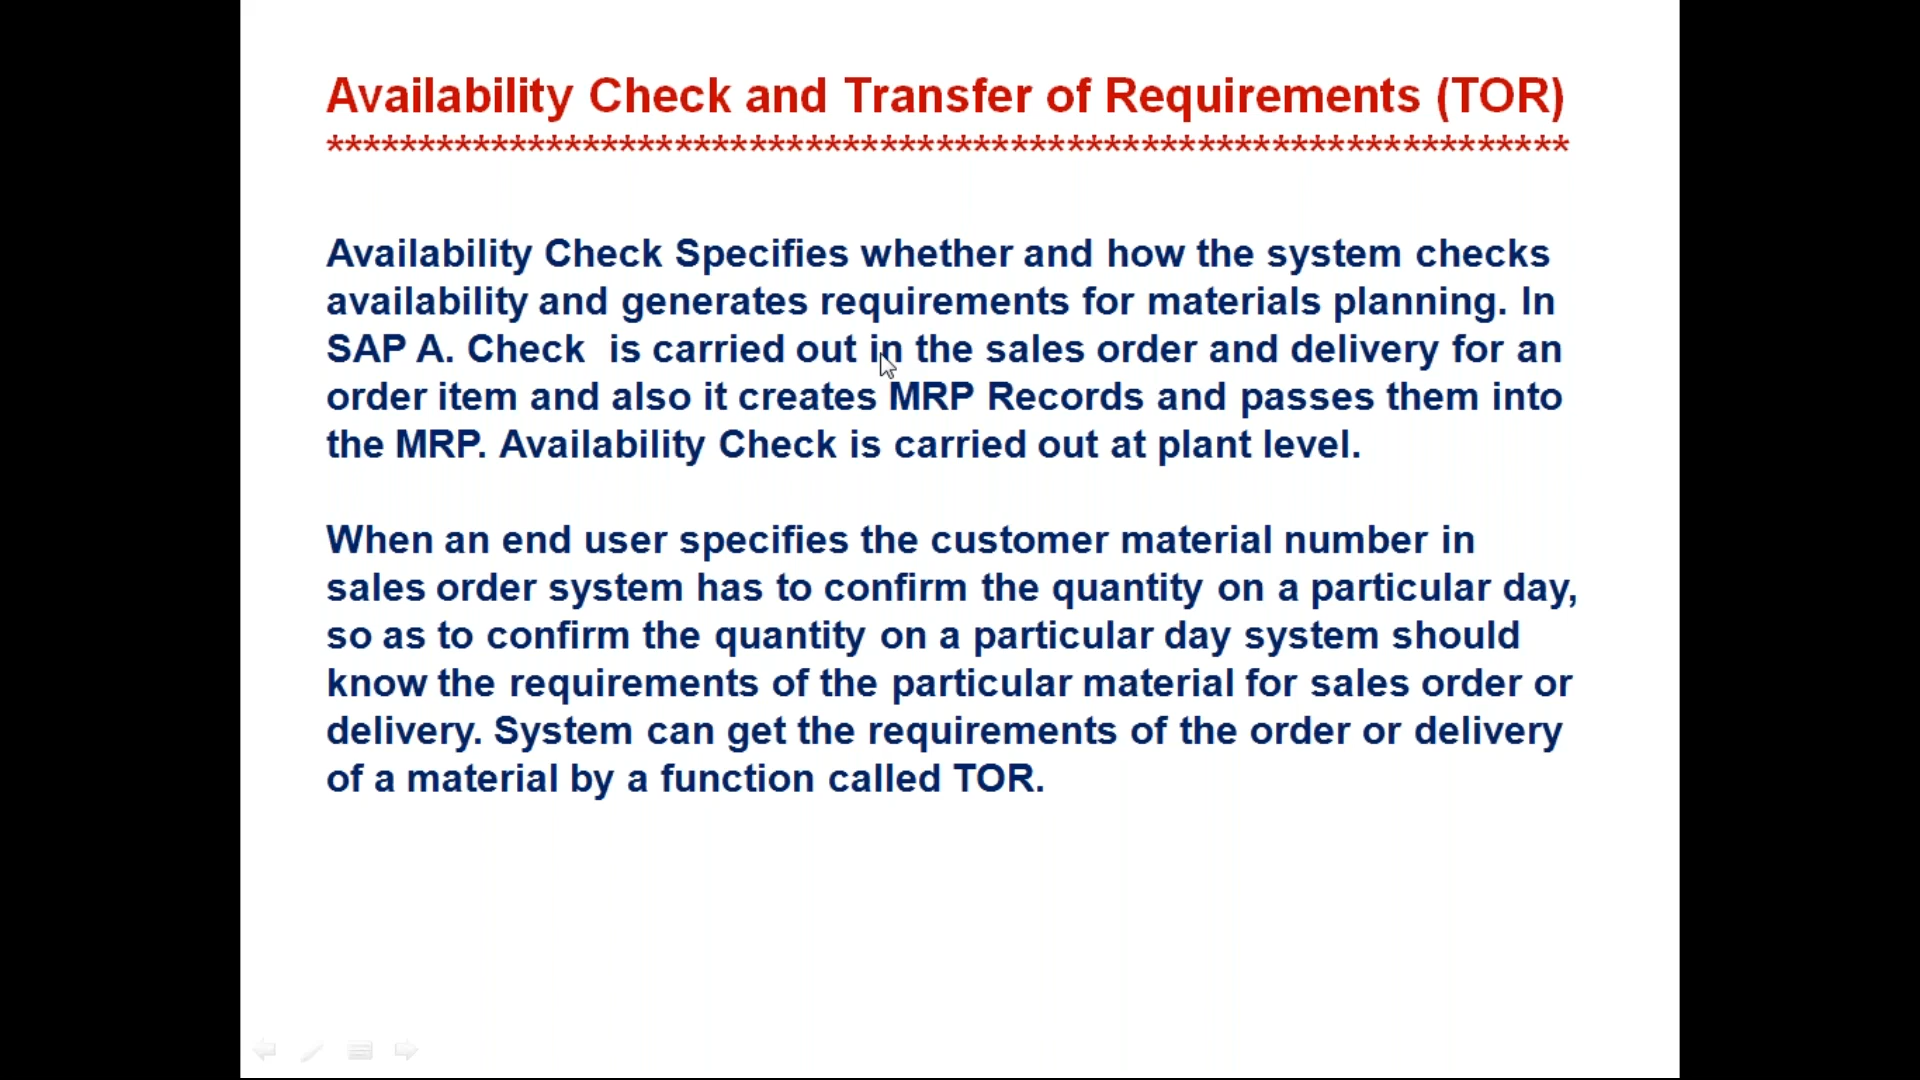 Availability Check and Transfer of Requirements (TOR)
*******************************************************************
Availability Check Specifies whether and how the system checks
availability and generates requirements for materials planning. In
SAP A. Check  is carried out in the sales order and delivery for an
order item and also it creates MRP Records and passes them into
the MRP. Availability Check is carried out at plant level.
When an end user specifies the customer material number in
sales order system has to confirm the quantity on a particular day,
so as to confirm the quantity on a particular day system should
know the requirements of the particular material for sales order or
delivery. System can get the requirements of the order or delivery
of a material by a function called TOR.